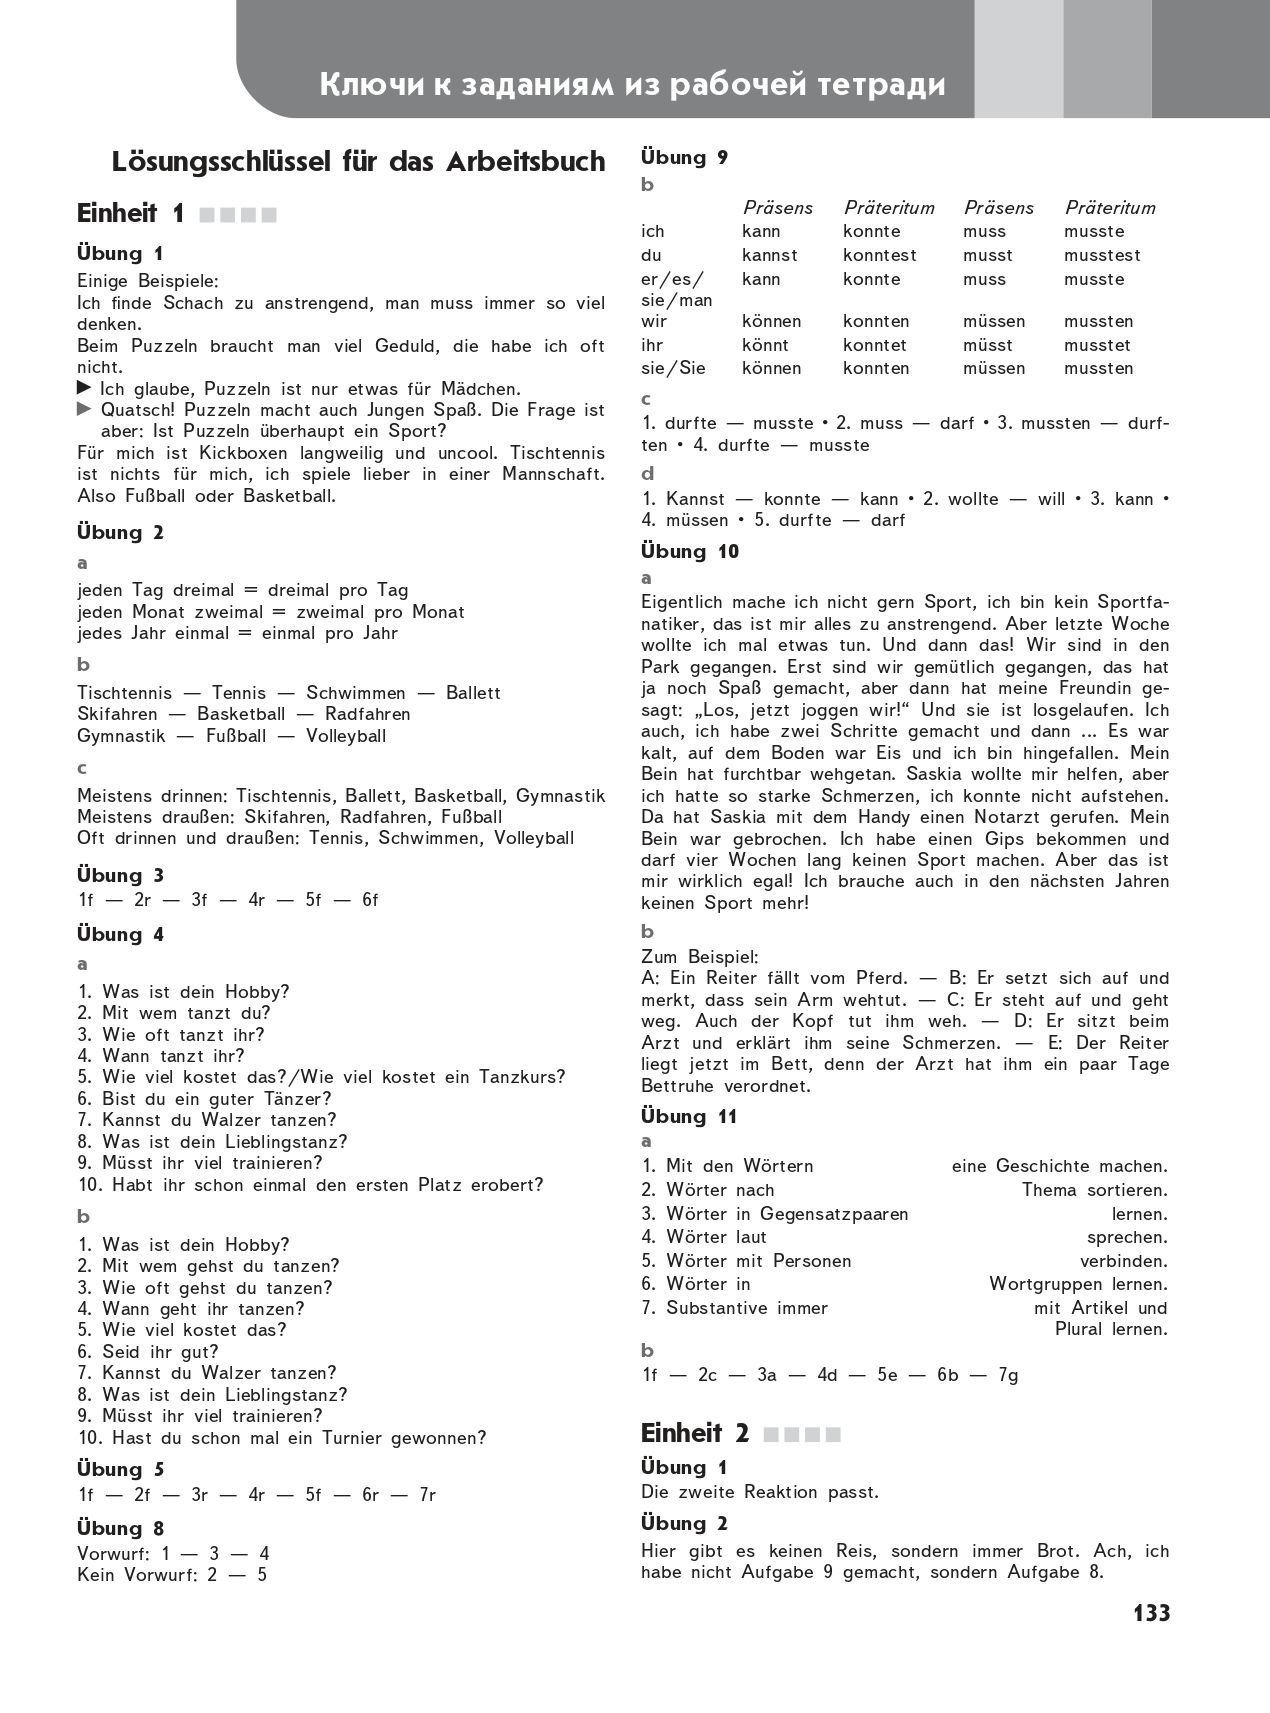 Ключи к заданиям из рабочей тетради
Lösungsschlüssel für das Arbeitsbuch
Einheit 1
Übung 1
Einige Beispiele:
Ich finde Schach zu anstrengend, man muss immer so viel
denken.
Beim Puzzeln braucht man viel Geduld, die habe ich oft
nicht.
Ich glaube, Puzzeln ist nur etwas für Mädchen.
Quatsch! Puzzeln macht auch Jungen Spaß. Die Frage ist
aber: Ist Puzzeln überhaupt ein Sport?
Für mich ist Kickboxen langweilig und uncool. Tischtennis
ist nichts für mich, ich spiele lieber in einer Mannschaft.
Also Fußball oder Basketball.
Übung 2
a
jeden Tag dreimal = dreimal pro Tag
jeden Monat zweimal = zweimal pro Monat
jedes Jahr einmal = einmal pro Jahr
b
Tischtennis — Tennis — Schwimmen — Ballett
Skifahren — Basketball — Radfahren
Gymnastik — Fußball — Volleyball
c
Meistens drinnen: Tischtennis, Ballett, Basketball, Gymnastik
Meistens draußen: Skifahren, Radfahren, Fußball
Oft drinnen und draußen: Tennis, Schwimmen, Volleyball
Übung 3
1f — 2r — 3f — 4r — 5f — 6f
Übung 4
a
1. Was ist dein Hobby?
2. Mit wem tanzt du?
3. Wie oft tanzt ihr?
4. Wann tanzt ihr?
5. Wie viel kostet das?/Wie viel kostet ein Tanzkurs?
6. Bist du ein guter Tänzer?
7. Kannst du Walzer tanzen?
8. Was ist dein Lieblingstanz?
9. Müsst ihr viel trainieren?
10. Habt ihr schon einmal den ersten Platz erobert?
b
1. Was ist dein Hobby?
2. Mit wem gehst du tanzen?
3. Wie oft gehst du tanzen?
4. Wann geht ihr tanzen?
5. Wie viel kostet das?
6. Seid ihr gut?
7. Kannst du Walzer tanzen?
8. Was ist dein Lieblingstanz?
9. Müsst ihr viel trainieren?
10. Hast du schon mal ein Turnier gewonnen?
Übung 5
1f — 2f — 3r — 4r — 5f — 6r — 7r
Übung 8
Vorwurf: 1 — 3 — 4
Kein Vorwurf: 2 — 5
Übung 9
b
Präsens Präteritum Präsens Präteritum
ich kann konnte muss musste
du kannst konntest musst musstest
er/es/ kann konnte muss musste
sie/man
wir können konnten müssen mussten
ihr könnt konntet müsst musstet
sie/Sie können konnten müssen mussten
c
1. durfte — musste • 2. muss — darf • 3. mussten — durf-
ten • 4. durfte — musste
d
1. Kannst — konnte — kann • 2. wollte — will • 3. kann •
4. müssen • 5. durfte — darf
Übung 10
a
Eigentlich mache ich nicht gern Sport, ich bin kein Sportfa-
natiker, das ist mir alles zu anstrengend. Aber letzte Woche
wollte ich mal etwas tun. Und dann das! Wir sind in den
Park gegangen. Erst sind wir gemütlich gegangen, das hat
ja noch Spaß gemacht, aber dann hat meine Freundin ge-
sagt: „Los, jetzt joggen wir!“ Und sie ist losgelaufen. Ich
auch, ich habe zwei Schritte gemacht und dann ... Es war
kalt, auf dem Boden war Eis und ich bin hingefallen. Mein
Bein hat furchtbar wehgetan. Saskia wollte mir helfen, aber
ich hatte so starke Schmerzen, ich konnte nicht aufstehen.
Da hat Saskia mit dem Handy einen Notarzt gerufen. Mein
Bein war gebrochen. Ich habe einen Gips bekommen und
darf vier Wochen lang keinen Sport machen. Aber das ist
mir wirklich egal! Ich brauche auch in den nächsten Jahren
keinen Sport mehr!
b
Zum Beispiel:
A: Ein Reiter fällt vom Pferd. — B: Er setzt sich auf und
merkt, dass sein Arm wehtut. — C: Er steht auf und geht
weg. Auch der Kopf tut ihm weh. — D: Er sitzt beim
Arzt und erklärt ihm seine Schmerzen. — E: Der Reiter
liegt jetzt im Bett, denn der Arzt hat ihm ein paar Tage
Bettruhe verordnet.
Übung 11
a
1. Mit den Wörtern eine Geschichte machen.
2. Wörter nach Thema sortieren.
3. Wörter in Gegensatzpaaren lernen.
4. Wörter laut sprechen.
5. Wörter mit Personen verbinden.
6. Wörter in Wortgruppen lernen.
7. Substantive immer mit Artikel und
Plural lernen.
b
1f — 2c — 3a — 4d — 5e — 6b — 7g
Einheit 2
Übung 1
Die zweite Reaktion passt.
Übung 2
Hier gibt es keinen Reis, sondern immer Brot. Ach, ich
habe nicht Aufgabe 9 gemacht, sondern Aufgabe 8.
133